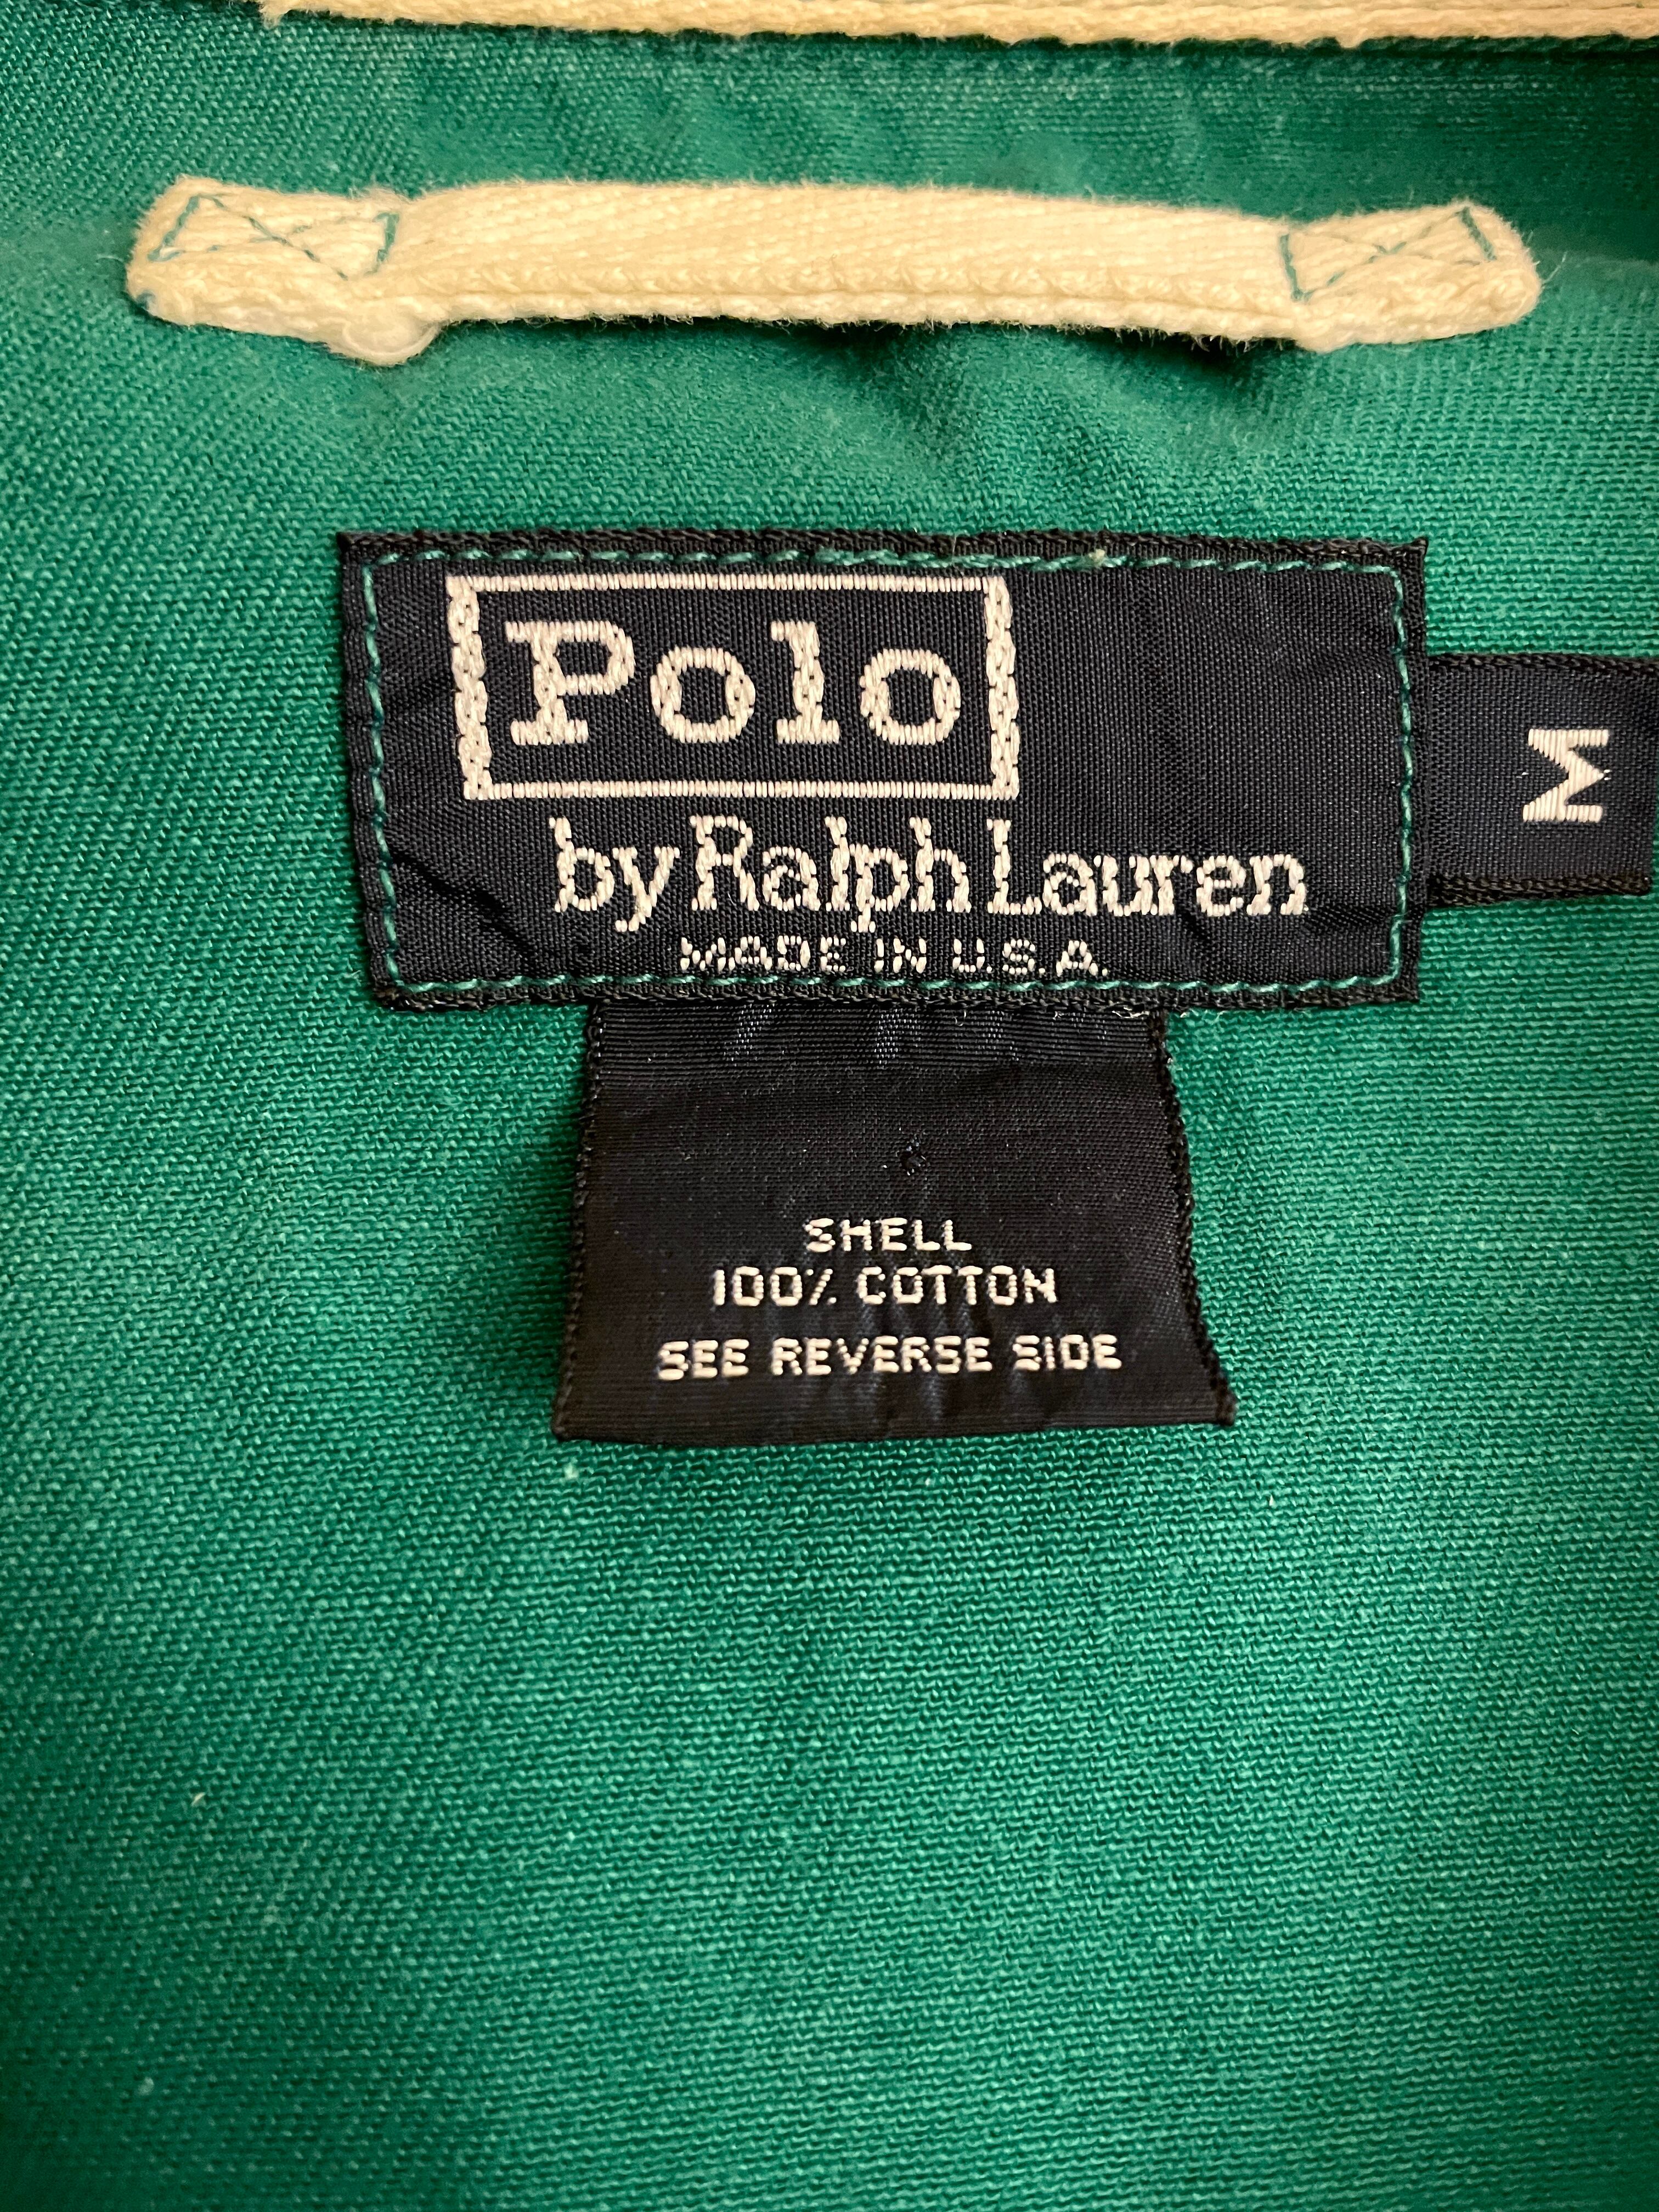 Polo
by Ralph Lauren
MADE IN U.S.A.
M
SHELL
100% COTTON
SEE REVERSE SIDE